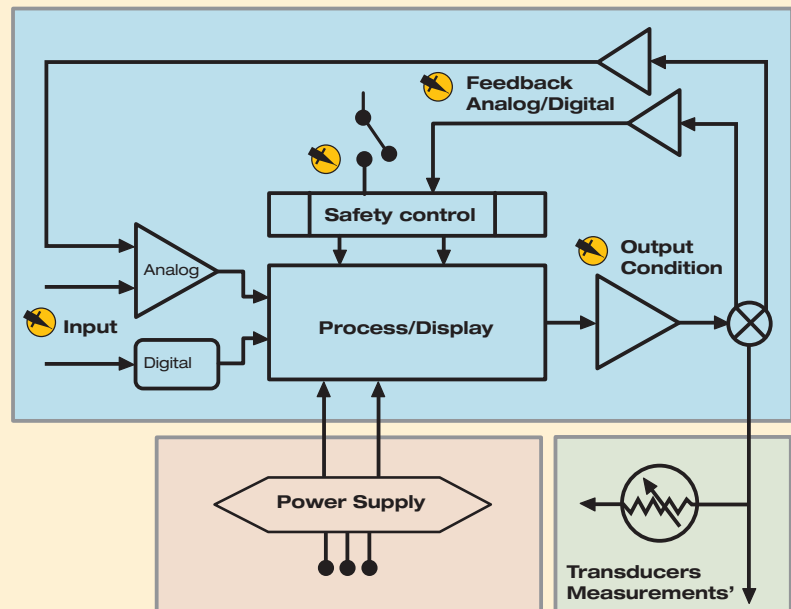 Feedback
Analog/Digital
Safety control
Analog
Output
Condition
Input
Process/Display
Digital
Power Supply
Transducers
Measurements'